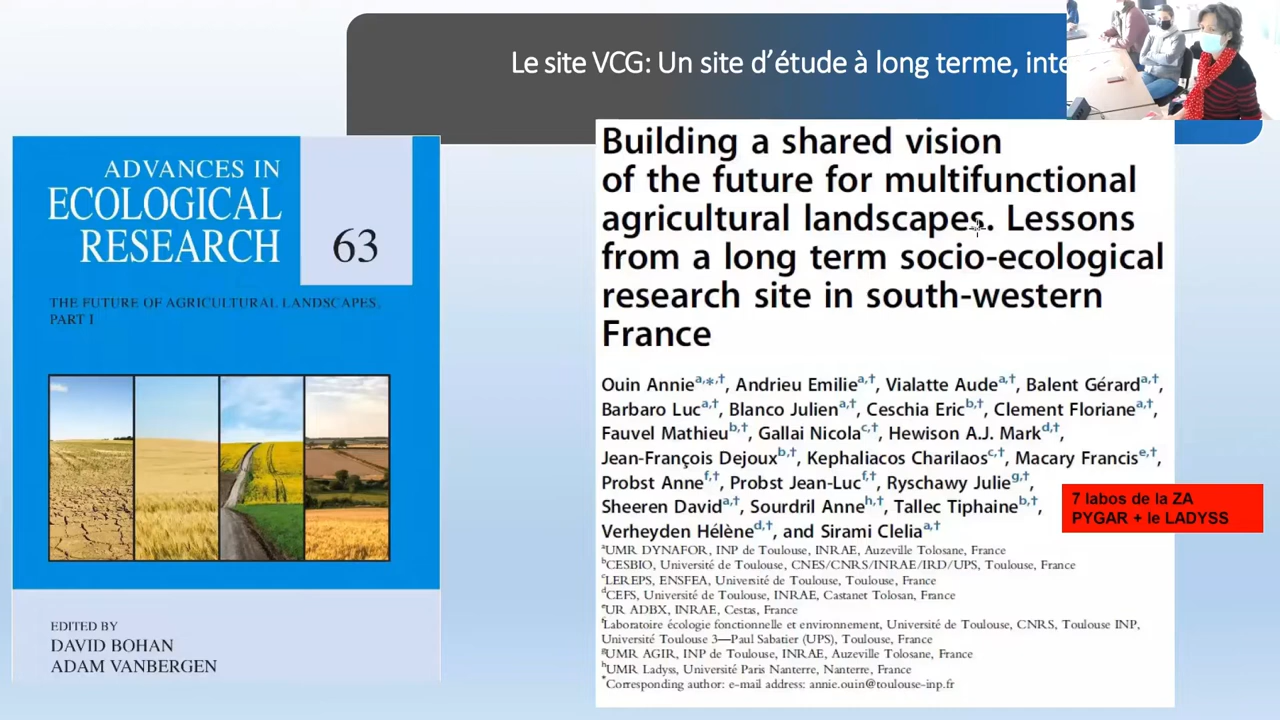 Le site VCG: Un site d'étude à long terme, inte
ADVANCES IN
ECOLOGICAL
RESEARCH
63
THE FUTURE OF AGRICULTURAL LANDSCAPES,
PART I
EDITED BY
DAVID BOHAN
ADAM VANBERGEN
Building a shared vision
of the future for multifunctional
agricultural landscapes. Lessons
from a long term socio-ecological
research site in south-western
France
Ouin Annieᵃ,*,†, Andrieu Emilieᵃ,†, Vialatte Audeᵃ,†, Balent Gérardᵃ,†,
Barbaro Lucᵃ,†, Blanco Julienᵃ,†, Ceschia Ericᵇ,†, Clement Florianeᵃ,†,
Fauvel Mathieuᵇ,†, Gallai Nicolaᶜ,†, Hewison A.J. Markᵈ,†,
Jean-François Dejouxᵇ,†, Kephaliacos Charilaosᶜ,†, Macary Francisᵉ,†,
Probst Anneᶠ,†, Probst Jean-Lucᶠ,†, Ryschawy Julieᵍ,†,
Sheeren Davidᵃ,†, Sourdril Anneʰ,†, Tallec Tiphaineᵇ,†,
Verheyden Hélèneᵈ,†, and Sirami Cleliaᵃ,†
ᵃUMR DYNAFOR, INP de Toulouse, INRAE, Auzeville Tolosane, France
ᵇCESBIO, Université de Toulouse, CNES/CNRS/INRAE/IRD/UPS, Toulouse, France
ᶜLEREPS, ENSFEA, Université de Toulouse, Toulouse, France
ᵈCEFS, Université de Toulouse, INRAE, Castanet Tolosan, France
ᵉUR ADBX, INRAE, Cestas, France
ᶠLaboratoire écologie fonctionnelle et environnement, Université de Toulouse, CNRS, Toulouse INP,
Université Toulouse 3—Paul Sabatier (UPS), Toulouse, France
ᵍUMR AGIR, INP de Toulouse, INRAE, Auzeville Tolosane, France
ʰUMR Ladyss, Université Paris Nanterre, Nanterre, France
*Corresponding author: e-mail address: annie.ouin@toulouse-inp.fr
7 labos de la ZA
PYGAR + le LADYSS